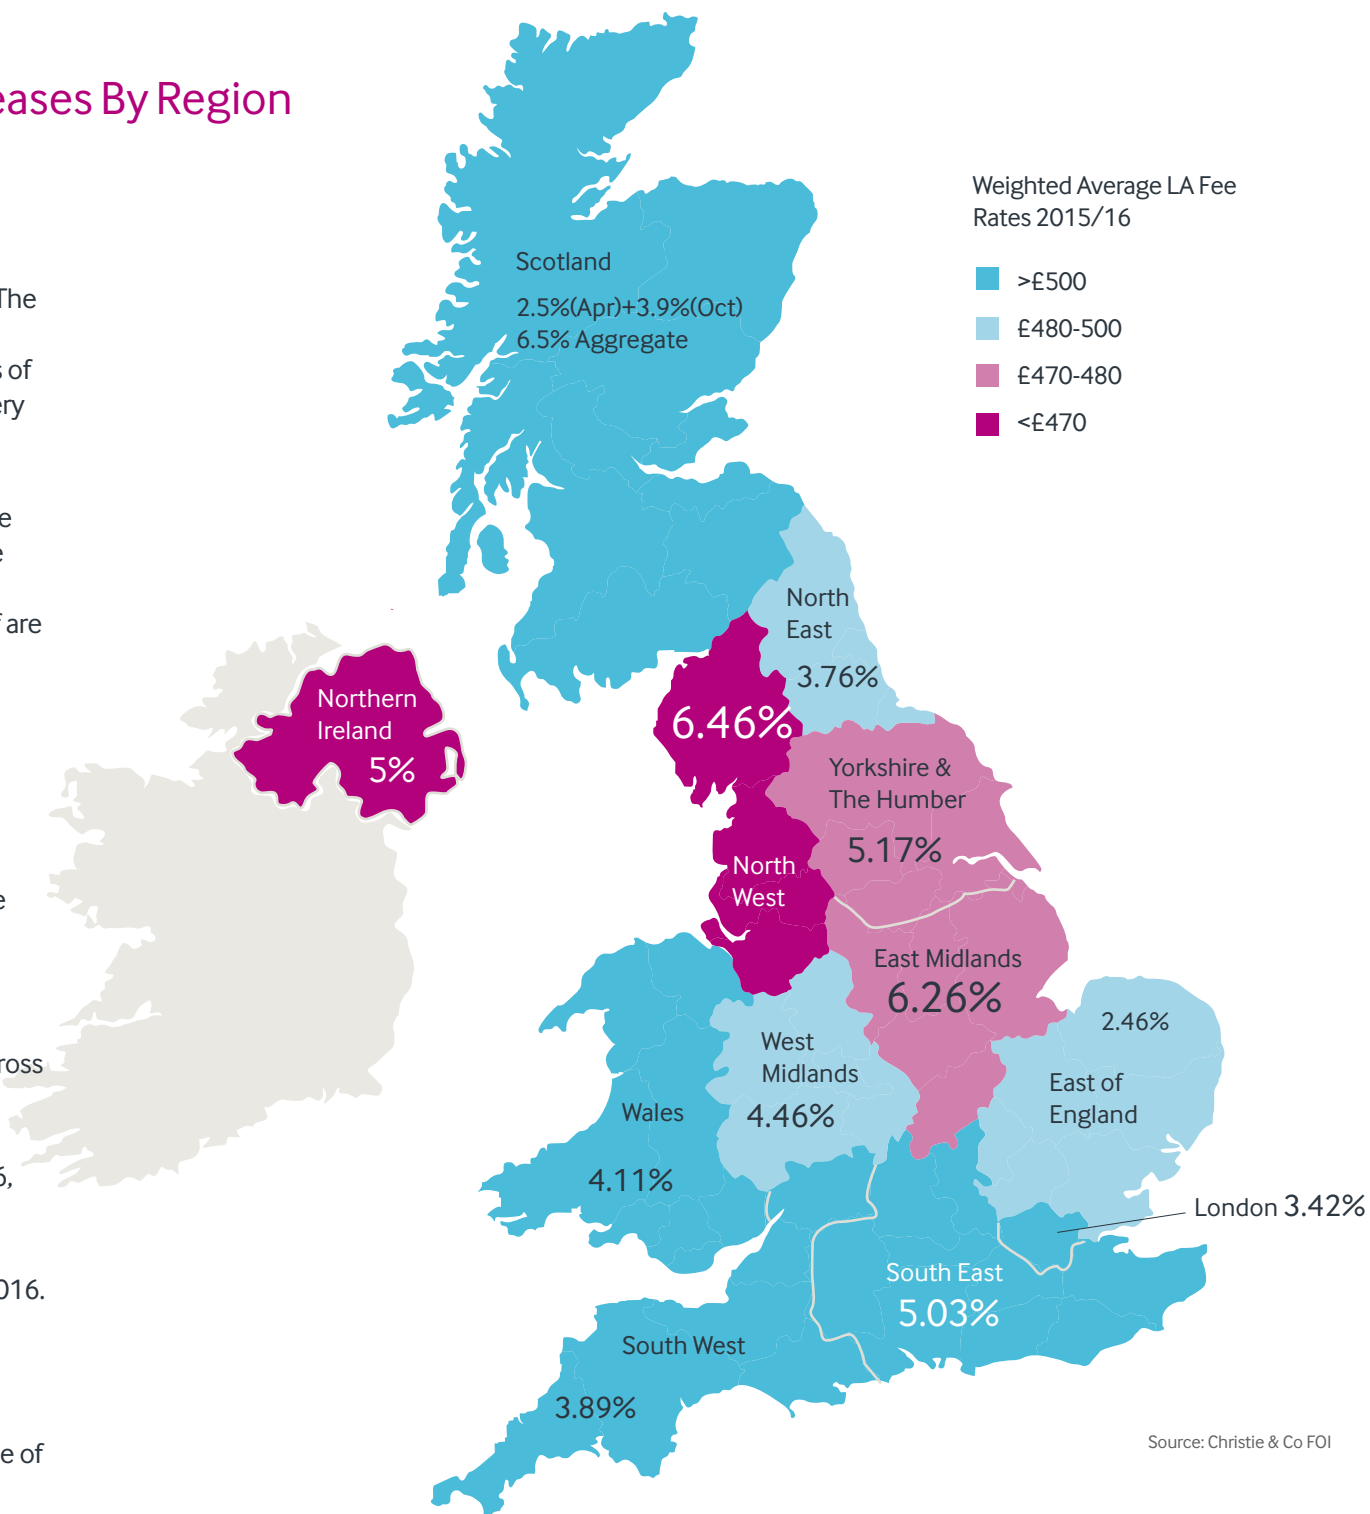 eases By Region
The
s of
ery
e
e
f are
e
ross
6,
016.
e of
Weighted Average LA Fee
Rates 2015/16
>£500
£480-500
£470-480
<£470
Scotland
2.5%(Apr)+3.9%(Oct)
6.5% Aggregate
North
East
3.76%
Northern
Ireland
5%
6.46%
North
West
Yorkshire &
The Humber
5.17%
East Midlands
6.26%
West
Midlands
4.46%
2.46%
East of
England
Wales
4.11%
London 3.42%
South East
5.03%
South West
3.89%
Source: Christie & Co FOI